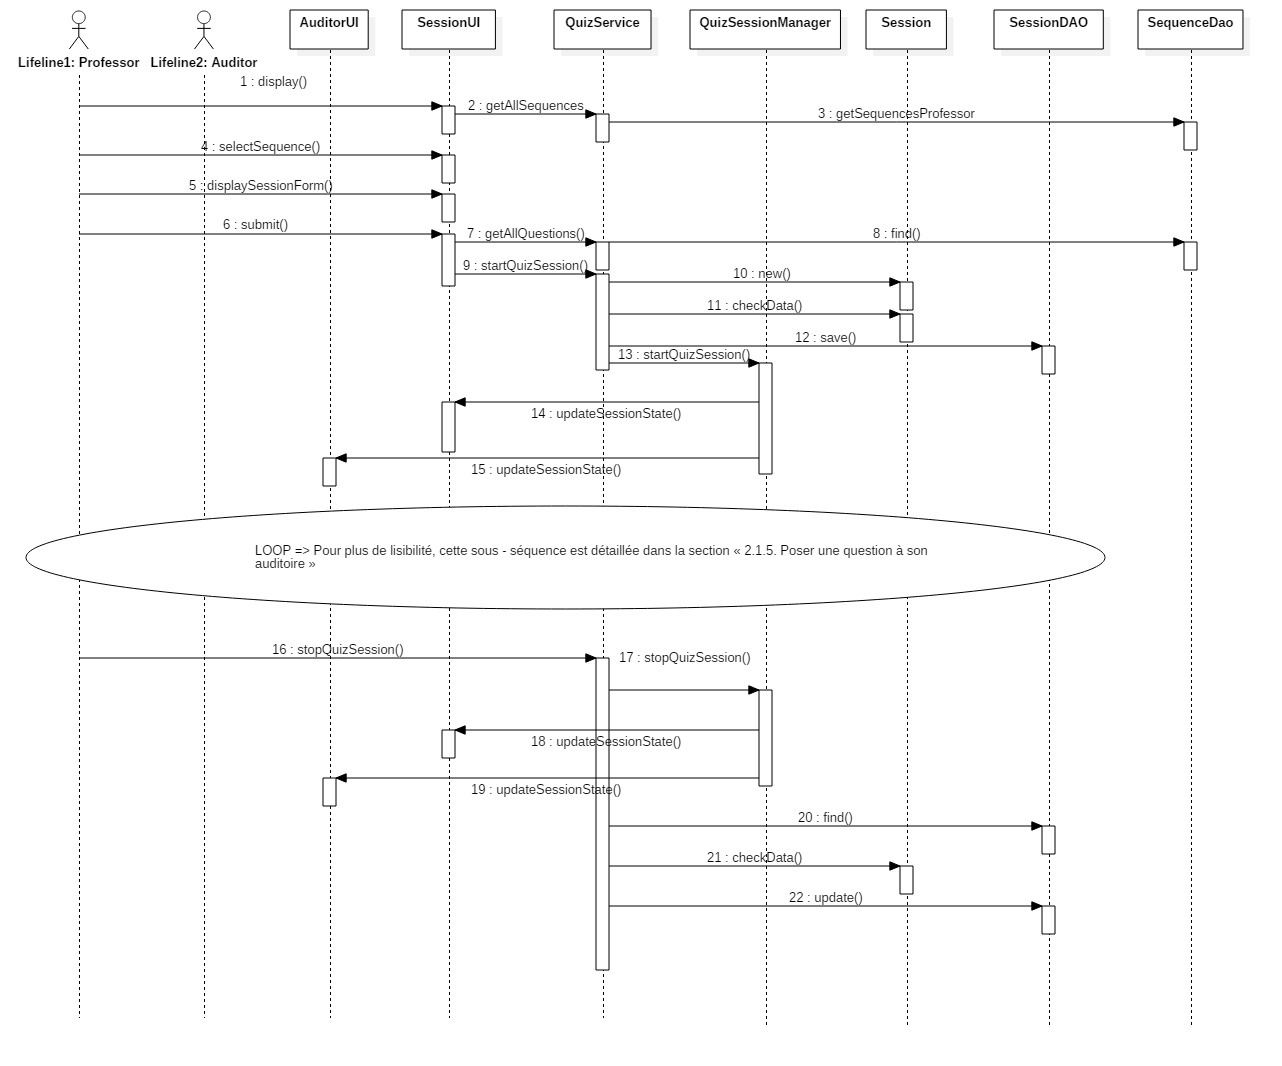 AuditorUI
SessionUI
QuizService
QuizSessionManager
Session
SessionDAO
SequenceDao
Lifeline1: Professor
Lifeline2: Auditor
1 : display()
2 : getAllSequences
3 : getSequencesProfessor
4 : selectSequence()
5 : displaySessionForm()
6 : submit()
7 : getAllQuestions()
8 : find()
9 : startQuizSession()
10 : new()
11 : checkData()
12 : save()
13 : startQuizSession()
14 : updateSessionState()
15 : updateSessionState()
LOOP => Pour plus de lisibilité, cette sous - séquence est détaillée dans la section « 2.1.5. Poser une question à son
auditoire »
16 : stopQuizSession()
17 : stopQuizSession()
18 : updateSessionState()
19 : updateSessionState()
20 : find()
21 : checkData()
22 : update()